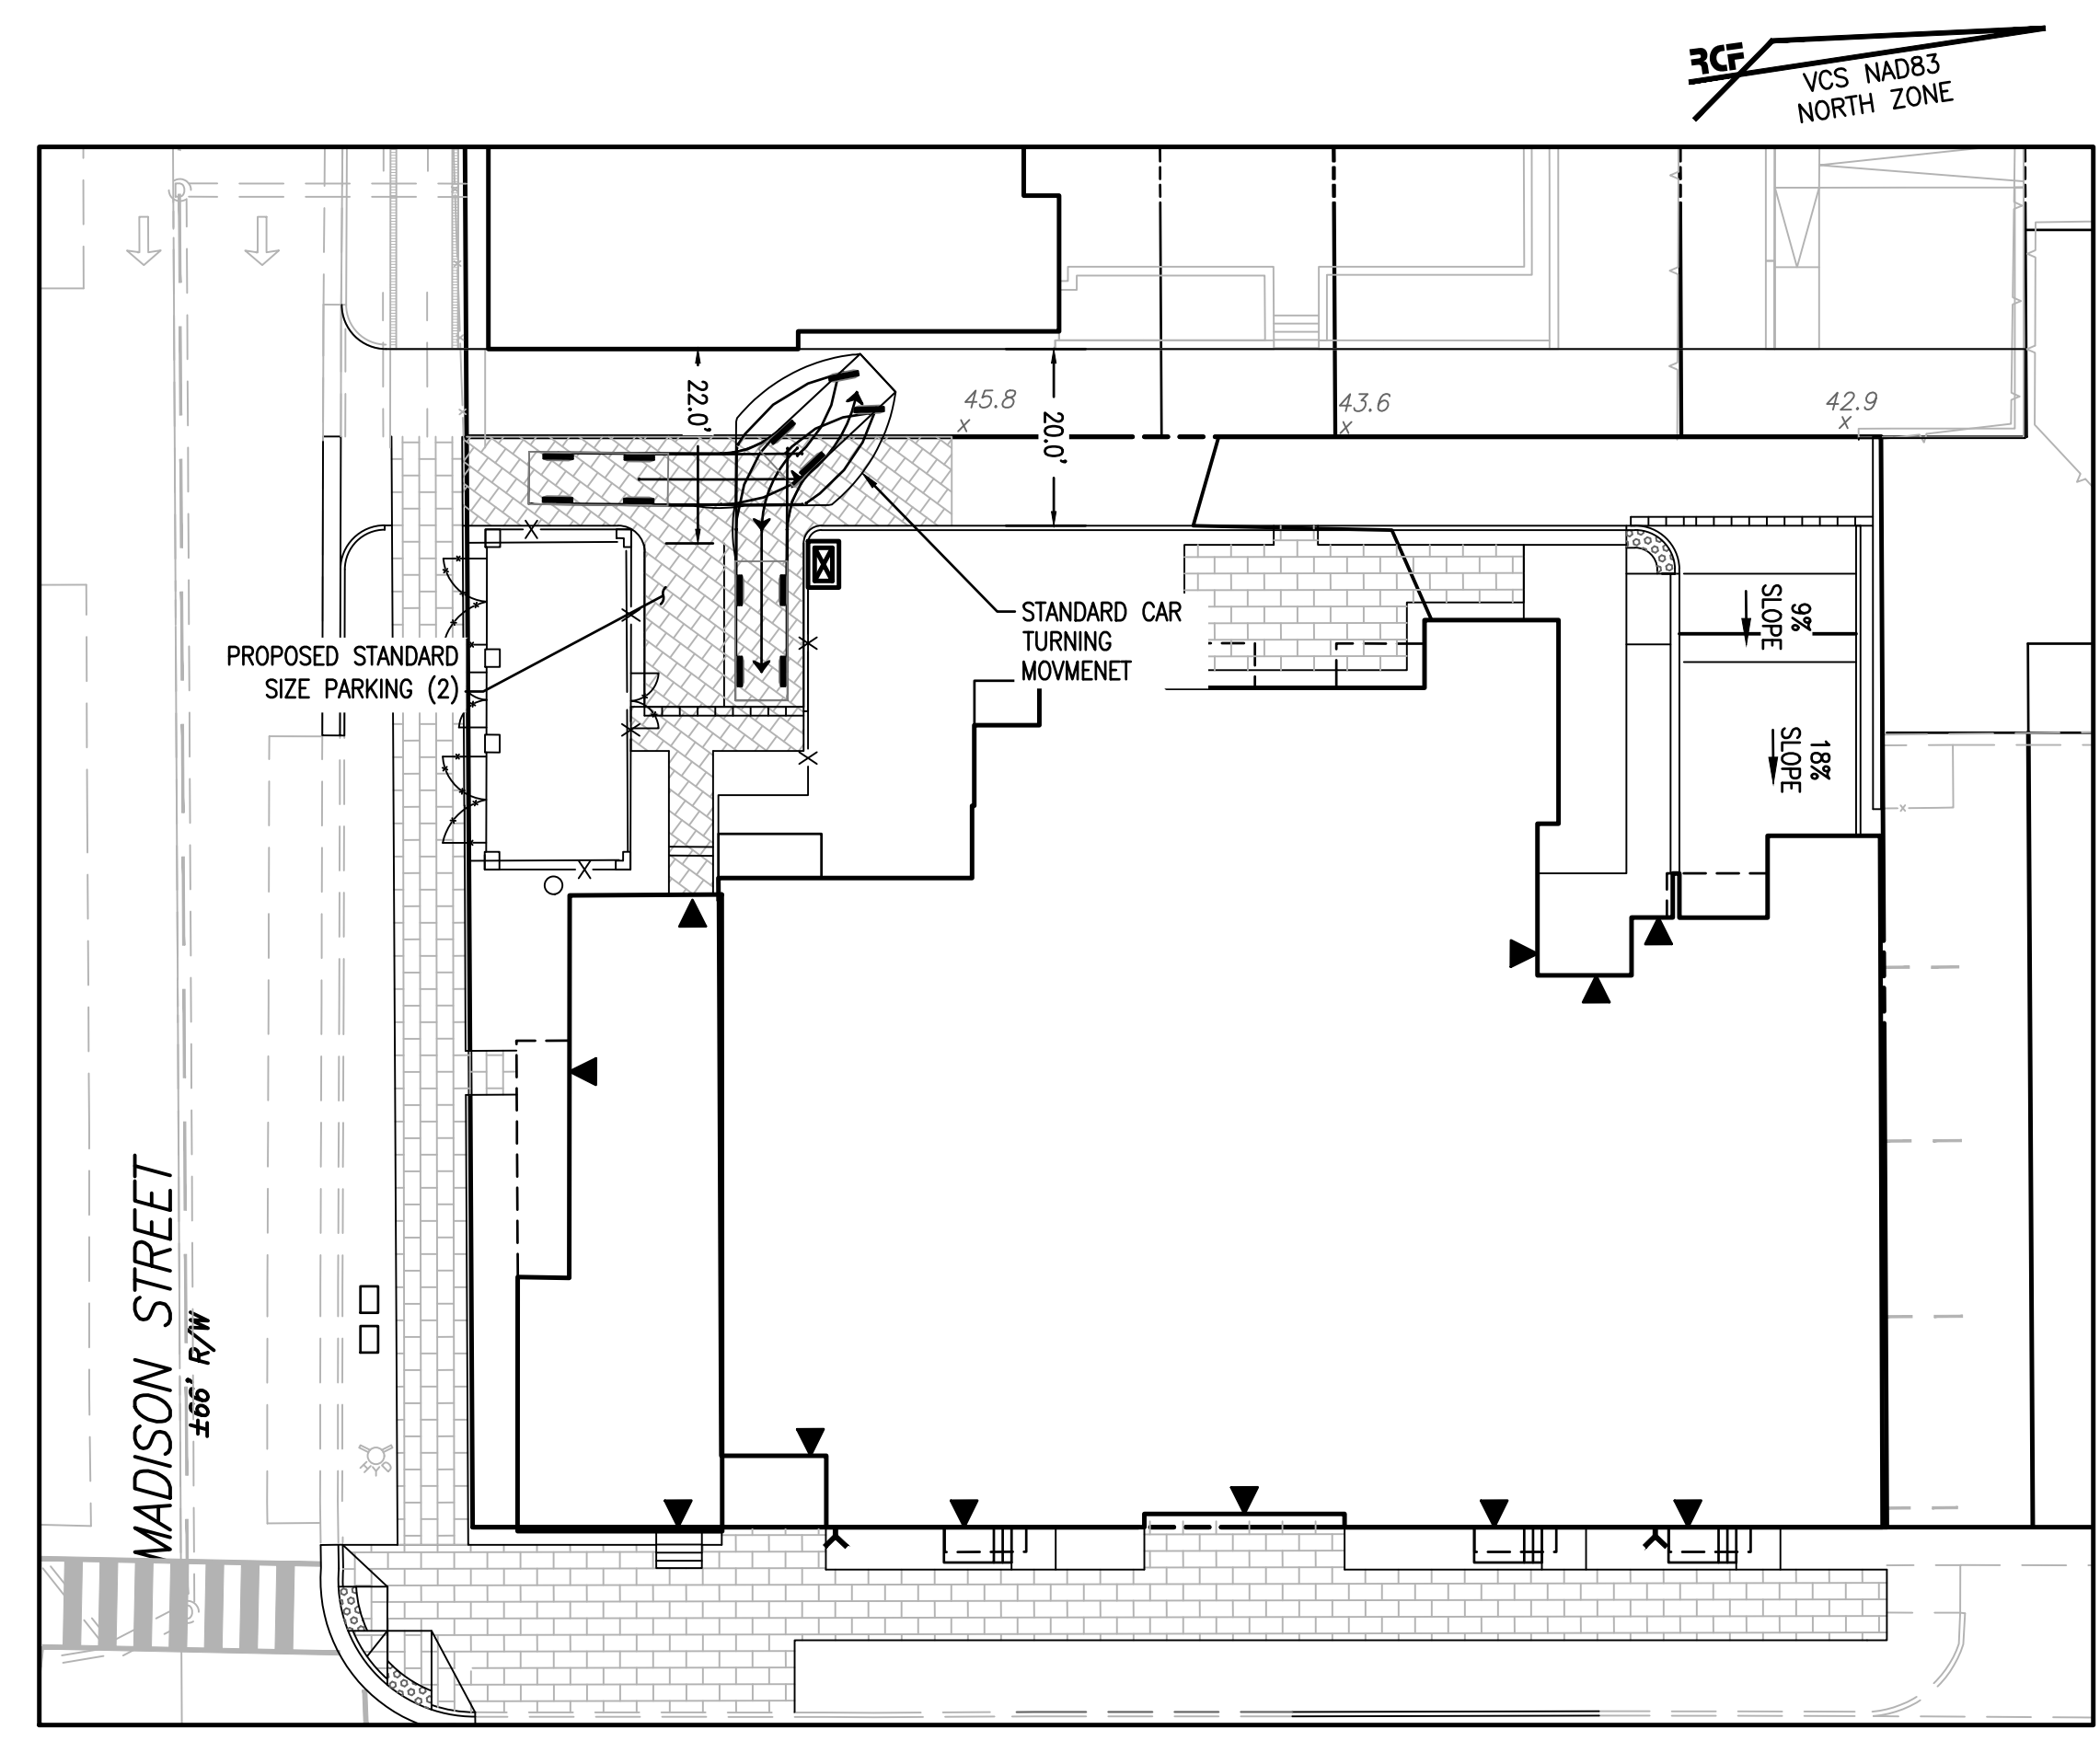 RCF
VCS NAD83
NORTH ZONE
22.0'
20.0'
45.8
x
43.6
x
42.9
x
STANDARD CAR
TURNING
MOVMENET
PROPOSED STANDARD
SIZE PARKING (2)
9%
SLOPE
18%
SLOPE
MADISON STREET
±66' R/W
HYD